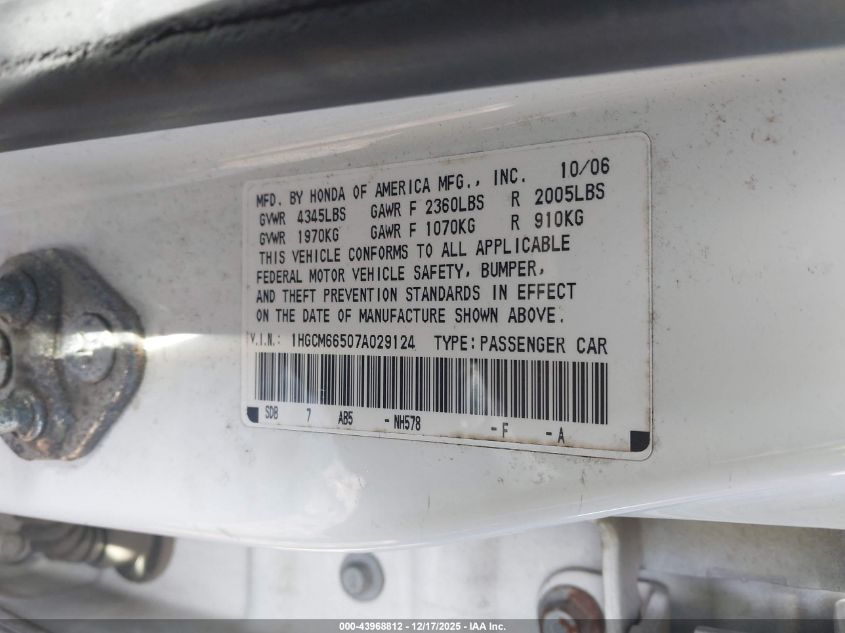 MFD. BY HONDA OF AMERICA MFG., INC. 10/06
GVWR 4345LBS GAWR F 2360LBS R 2005LBS
GVWR 1970KG GAWR F 1070KG R 910KG
THIS VEHICLE CONFORMS TO ALL APPLICABLE
FEDERAL MOTOR VEHICLE SAFETY, BUMPER,
AND THEFT PREVENTION STANDARDS IN EFFECT
ON THE DATE OF MANUFACTURE SHOWN ABOVE.
V.I.N.: 1HGCM66507A029124 TYPE:PASSENGER CAR
SDB 7 AB5 -NH578 -F -A
000-43968812 - 12/17/2025 - IAA Inc.